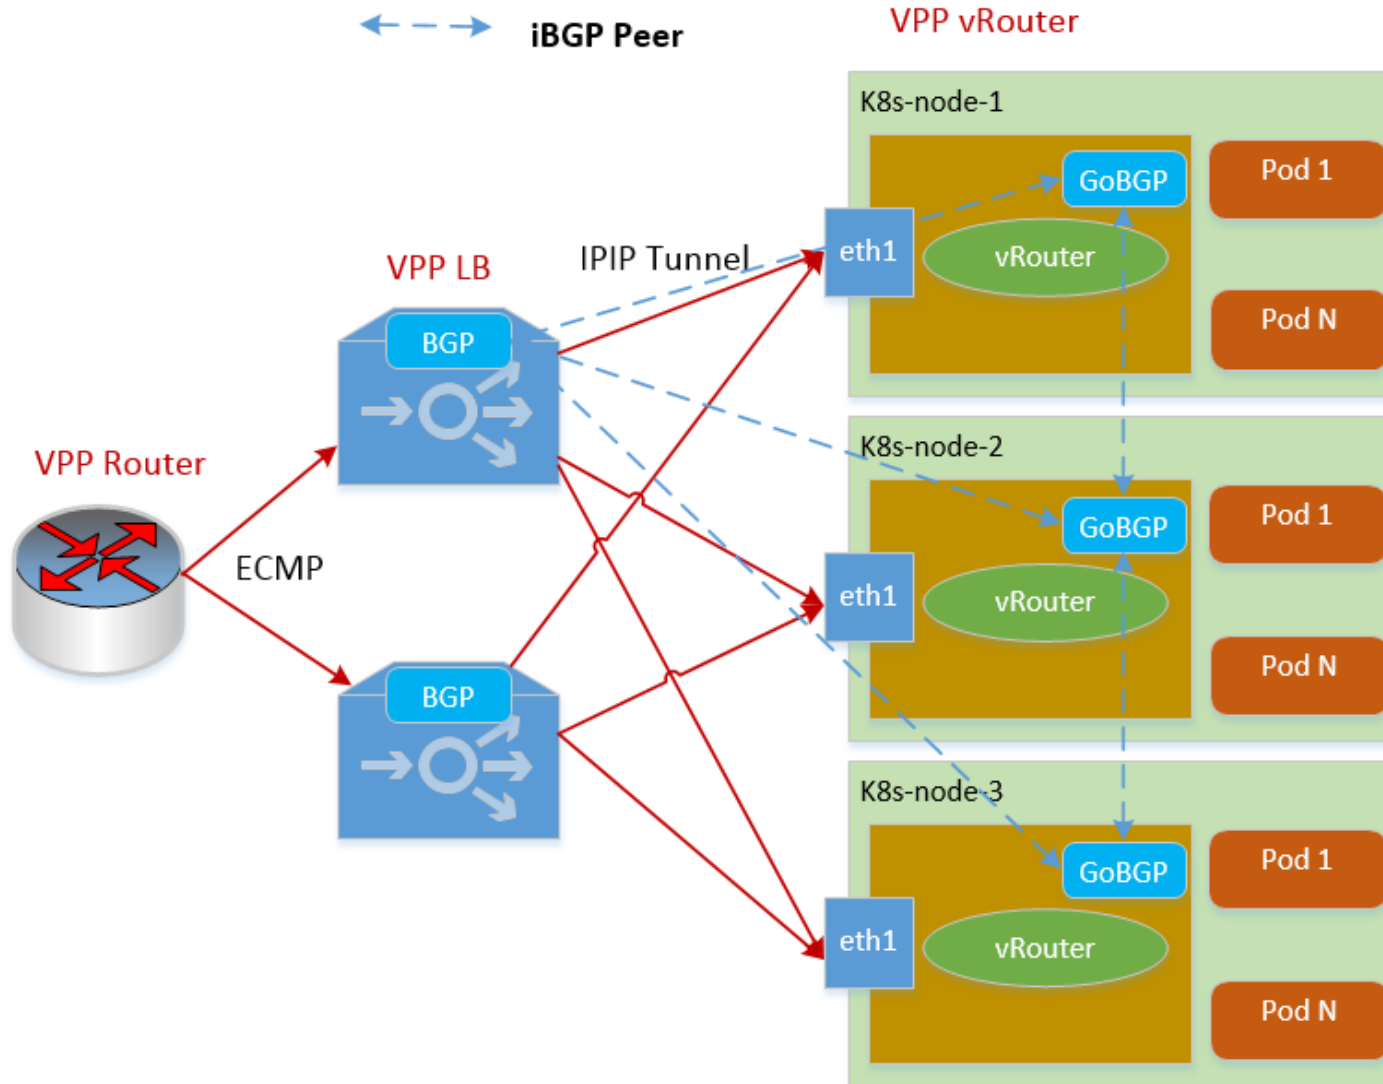 iBGP Peer
VPP vRouter
K8s-node-1
GoBGP
Pod 1
eth1
vRouter
IPIP Tunnel
VPP LB
BGP
Pod N
K8s-node-2
VPP Router
GoBGP
Pod 1
ECMP
eth1
vRouter
BGP
Pod N
K8s-node-3
GoBGP
Pod 1
eth1
vRouter
Pod N